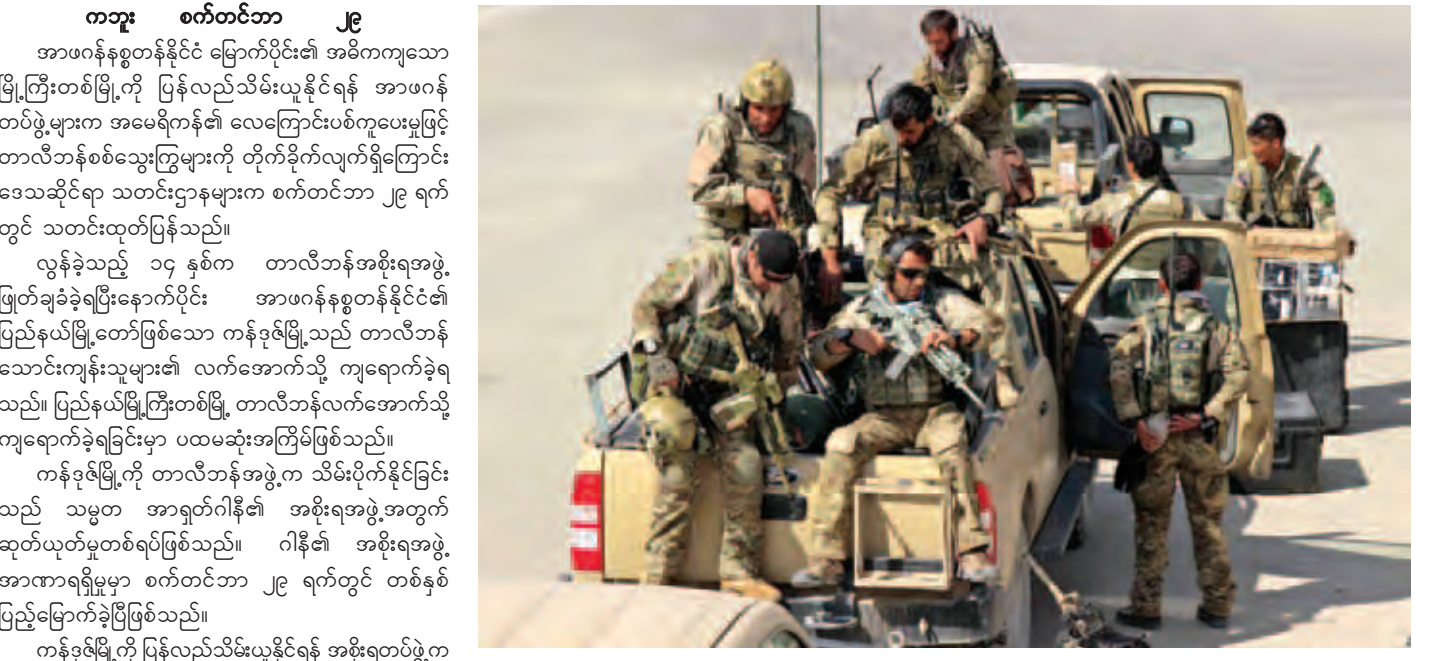 ကဘူး စက်တင်ဘာ ၂၉
အာဖဂန်နစ္စတန်နိုင်ငံ မြောက်ပိုင်း၏ အဓိကကျသော
မြို့ကြီးတစ်မြို့ကို ပြန်လည်သိမ်းယူနိုင်ရန် အာဖဂန်
တပ်ဖွဲ့များက အမေရိကန်၏ လေကြောင်းပစ်ကူပေးမှုဖြင့်
တာလီဘန်စစ်သွေးကြွများကို တိုက်ခိုက်လျက်ရှိကြောင်း
ဒေသဆိုင်ရာ သတင်းဌာနများက စက်တင်ဘာ ၂၉ ရက်
တွင် သတင်းထုတ်ပြန်သည်။
လွန်ခဲ့သည့် ၁၄ နှစ်က တာလီဘန်အစိုးရအဖွဲ့
ဖြုတ်ချခံခဲ့ရပြီးနောက်ပိုင်း အာဖဂန်နစ္စတန်နိုင်ငံ၏
ပြည်နယ်မြို့တော်ဖြစ်သော ကန်ဒုဇ်မြို့သည် တာလီဘန်
သောင်းကျန်းသူများ၏ လက်အောက်သို့ ကျရောက်ခဲ့ရ
သည်။ ပြည်နယ်မြို့ကြီးတစ်မြို့ တာလီဘန်လက်အောက်သို့
ကျရောက်ခဲ့ရခြင်းမှာ ပထမဆုံးအကြိမ်ဖြစ်သည်။
ကန်ဒုဇ်မြို့ကို တာလီဘန်အဖွဲ့က သိမ်းပိုက်နိုင်ခြင်း
သည် သမ္မတ အာရှတ်ဂါနီ၏ အစိုးရအဖွဲ့အတွက်
ဆုတ်ယုတ်မှုတစ်ရပ်ဖြစ်သည်။ ဂါနီ၏ အစိုးရအဖွဲ့
အာဏာရရှိမှုမှာ စက်တင်ဘာ ၂၉ ရက်တွင် တစ်နှစ်
ပြည့်မြောက်ခဲ့ပြီဖြစ်သည်။
ကန်ဒုဇ်မြို့ကို ပြန်လည်သိမ်းယူနိုင်ရန် အစိုးရတပ်ဖွဲ့က